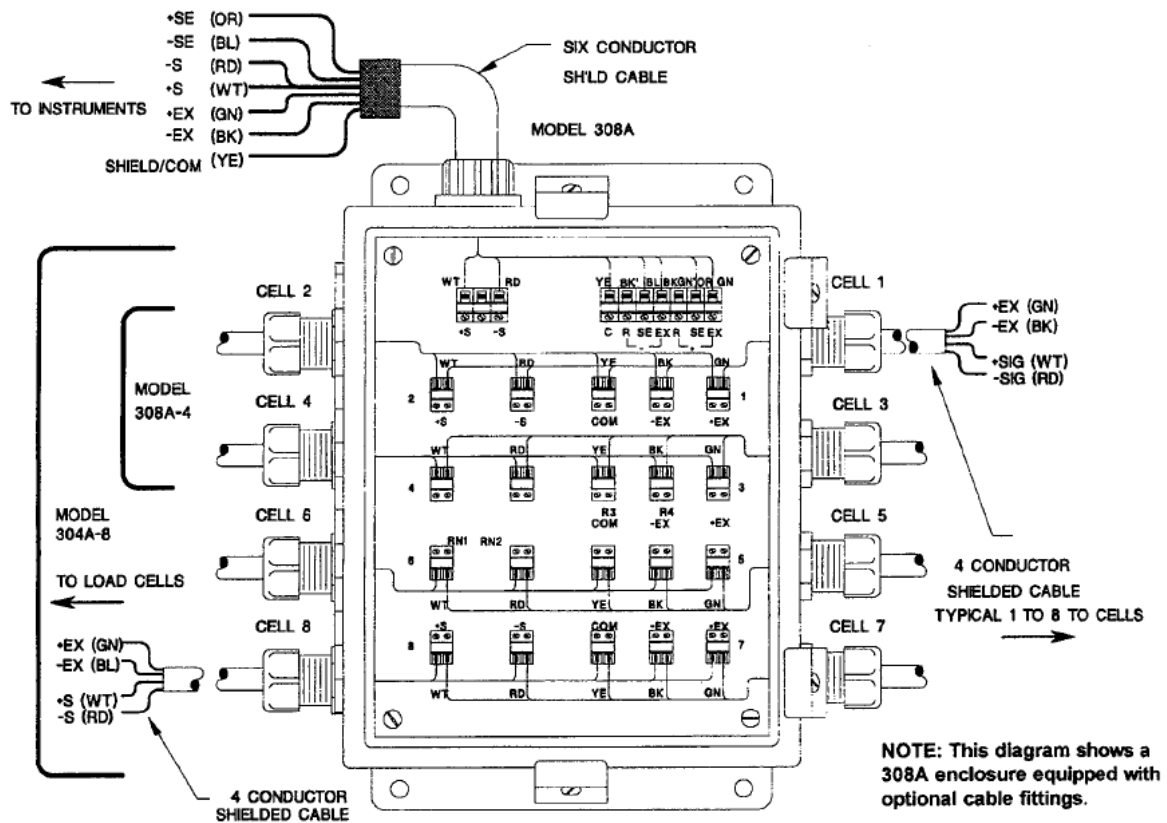 +SE (OR)
-SE (BL)
-S (RD)
+S (WT)
+EX (GN)
-EX (BK)
SHIELD/COM (YE)
TO INSTRUMENTS
SIX CONDUCTOR
SH'LD CABLE
MODEL 308A
WT RD YE BK' BL BK GN' OR GN
+S -S C R SE EX R SE EX
- +
CELL 2
CELL 1
+EX (GN)
-EX (BK)
+SIG (WT)
-SIG (RD)
WT RD YE BK GN
2 1
+S -S COM -EX +EX
MODEL
308A-4
CELL 4
CELL 3
WT RD YE BK GN
4 3
R3 R4
COM -EX +EX
MODEL
304A-8
CELL 6
CELL 5
RN1 RN2
6 5
WT RD YE BK GN
TO LOAD CELLS
4 CONDUCTOR
SHIELDED CABLE
TYPICAL 1 TO 8 TO CELLS
CELL 8
CELL 7
+S -S COM -EX +EX
8 7
WT RD YE BK GN
+EX (GN)
-EX (BL)
+S (WT)
-S (RD)
4 CONDUCTOR
SHIELDED CABLE
NOTE: This diagram shows a
308A enclosure equipped with
optional cable fittings.